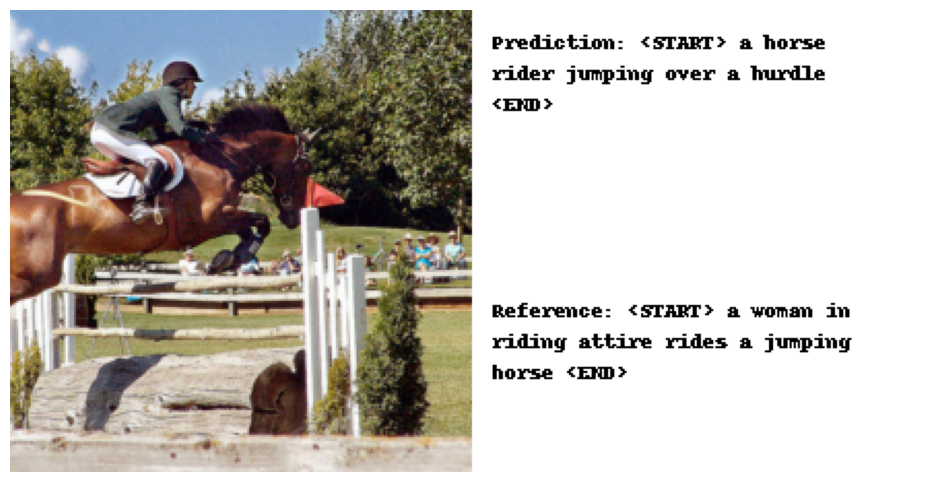 Prediction: <START> a horse
rider jumping over a hurdle
<END>
Reference: <START> a woman in
riding attire rides a jumping
horse <END>